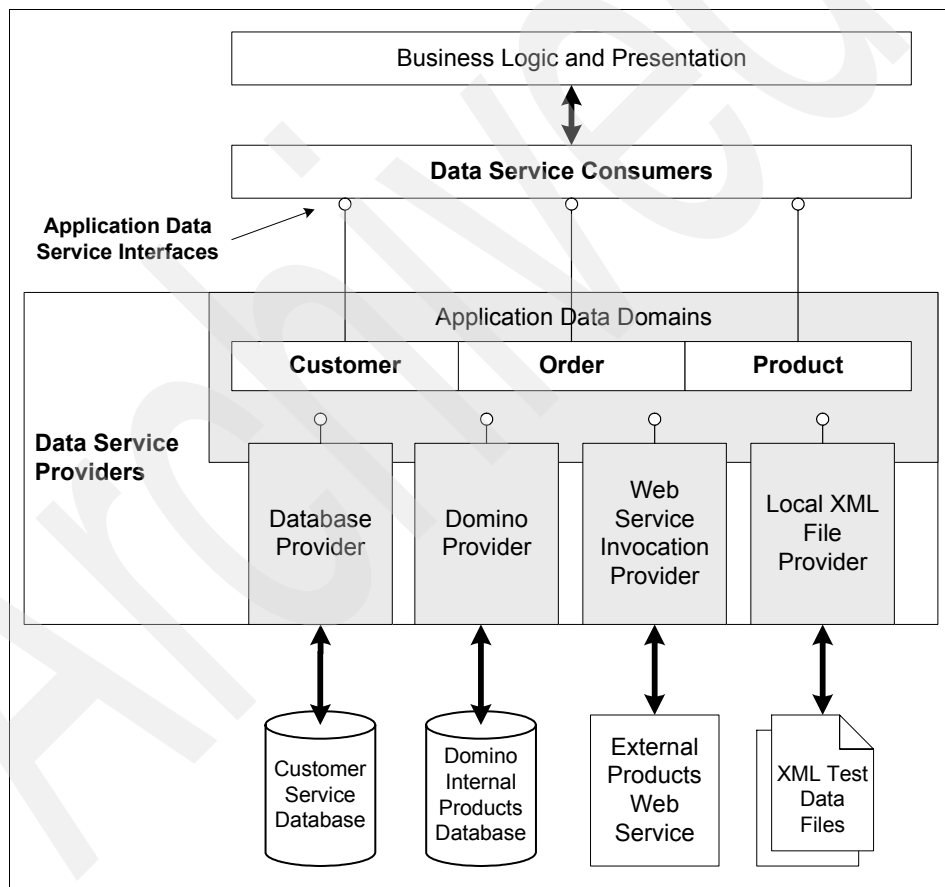 Business Logic and Presentation
Data Service Consumers
Application Data
Service Interfaces
Application Data Domains
Customer
Order
Product
Data Service
Providers
Database
Provider
Domino
Provider
Web
Service
Invocation
Provider
Local XML
File
Provider
Customer
Service
Database
Domino
Internal
Products
Database
External
Products
Web
Service
XML Test
Data
Files
Archived